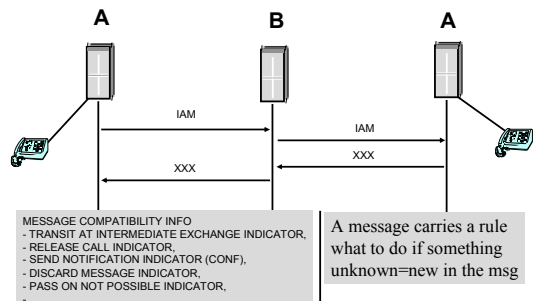 A B A
IAM
IAM
XXX
XXX
MESSAGE COMPATIBILITY INFO
- TRANSIT AT INTERMEDIATE EXCHANGE INDICATOR,
- RELEASE CALL INDICATOR,
- SEND NOTIFICATION INDICATOR (CONF),
- DISCARD MESSAGE INDICATOR,
- PASS ON NOT POSSIBLE INDICATOR,
-
A message carries a rule
what to do if something
unknown=new in the msg